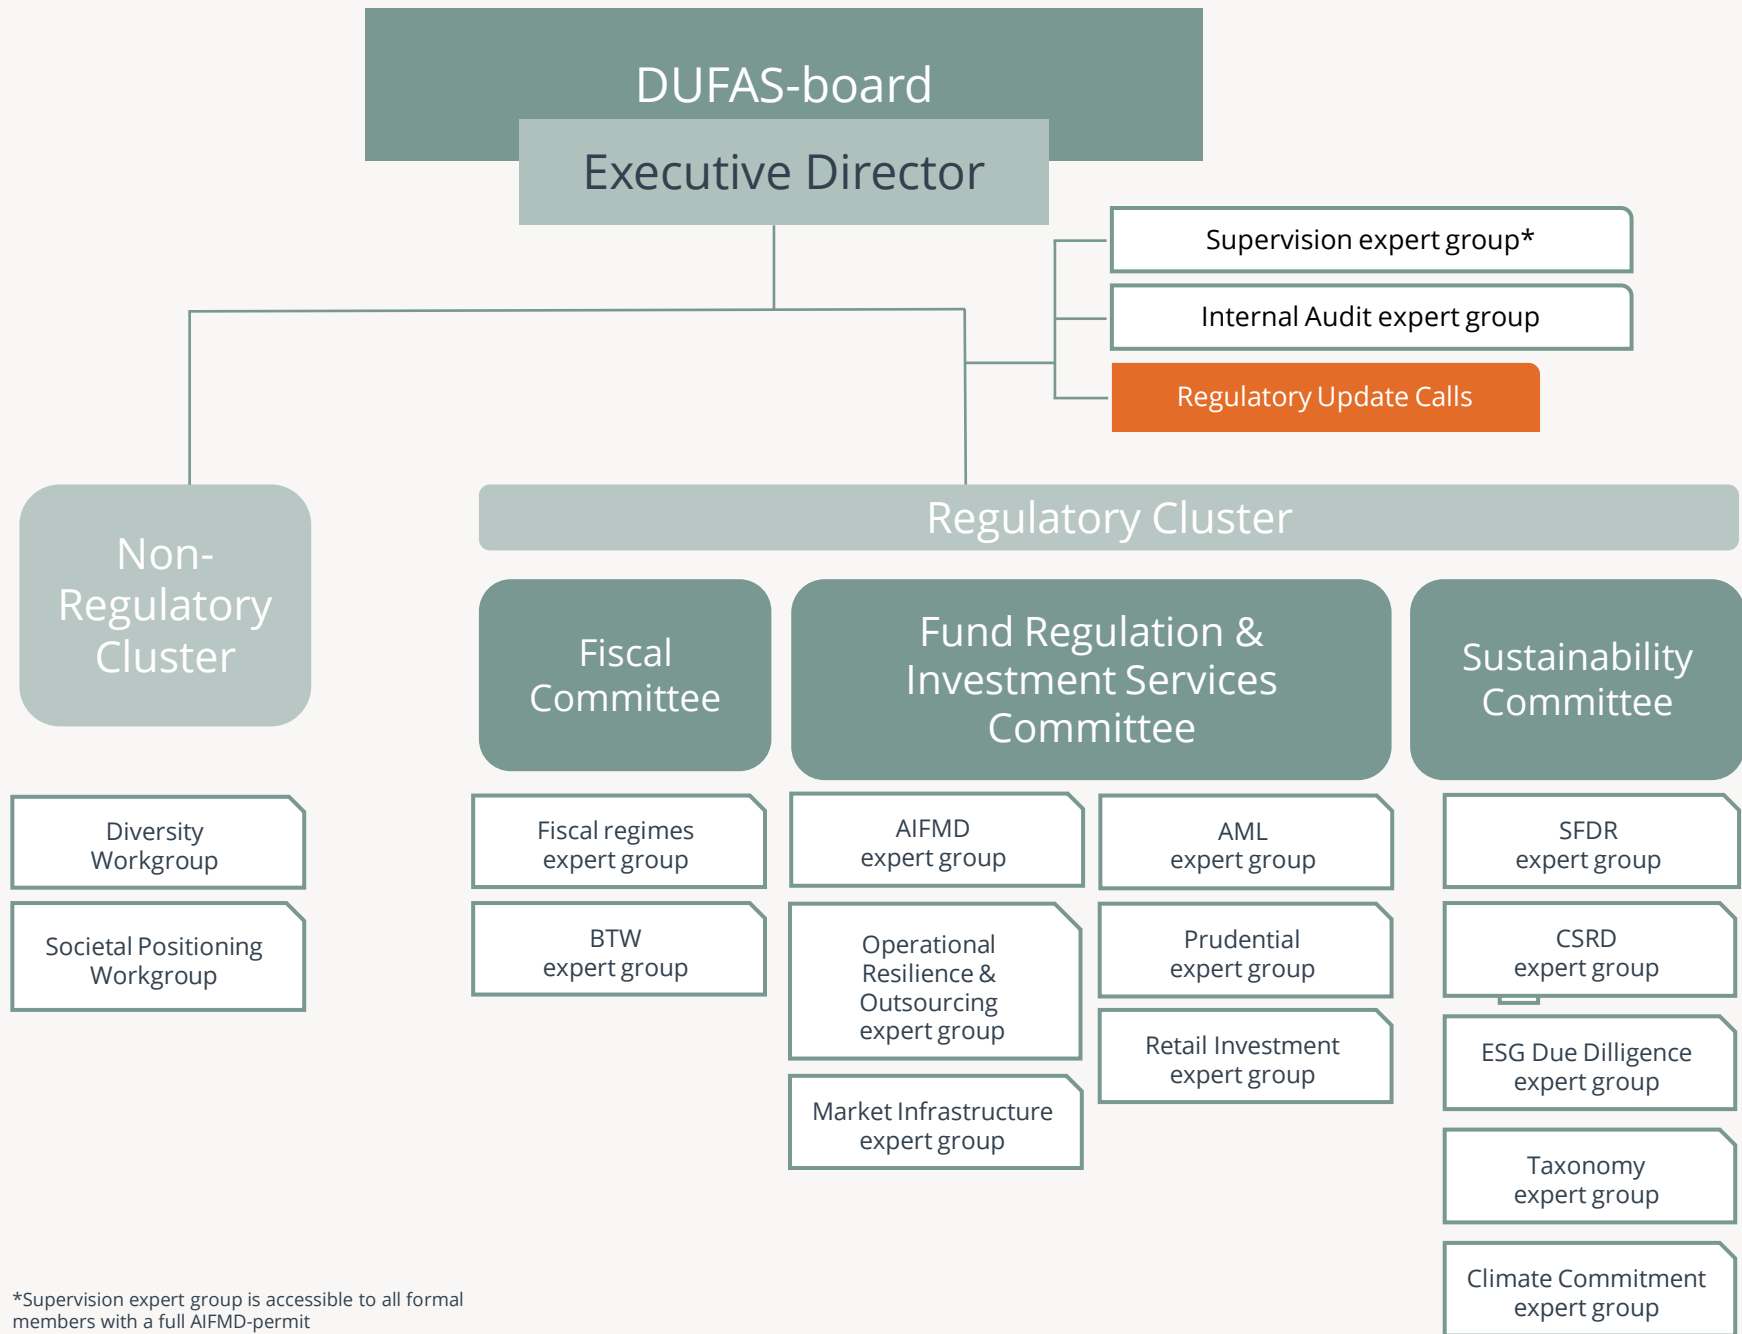 DUFAS-board
Executive Director
Supervision expert group*
Internal Audit expert group
Regulatory Update Calls
Non-
Regulatory
Cluster
Regulatory Cluster
Fiscal
Committee
Fund Regulation &
Investment Services
Committee
Sustainability
Committee
Diversity
Workgroup
Societal Positioning
Workgroup
Fiscal regimes
expert group
BTW
expert group
AIFMD
expert group
Operational
Resilience &
Outsourcing
expert group
Market Infrastructure
expert group
AML
expert group
Prudential
expert group
Retail Investment
expert group
SFDR
expert group
CSRD
expert group
ESG Due Dilligence
expert group
Taxonomy
expert group
Climate Commitment
expert group
*Supervision expert group is accessible to all formal
members with a full AIFMD-permit